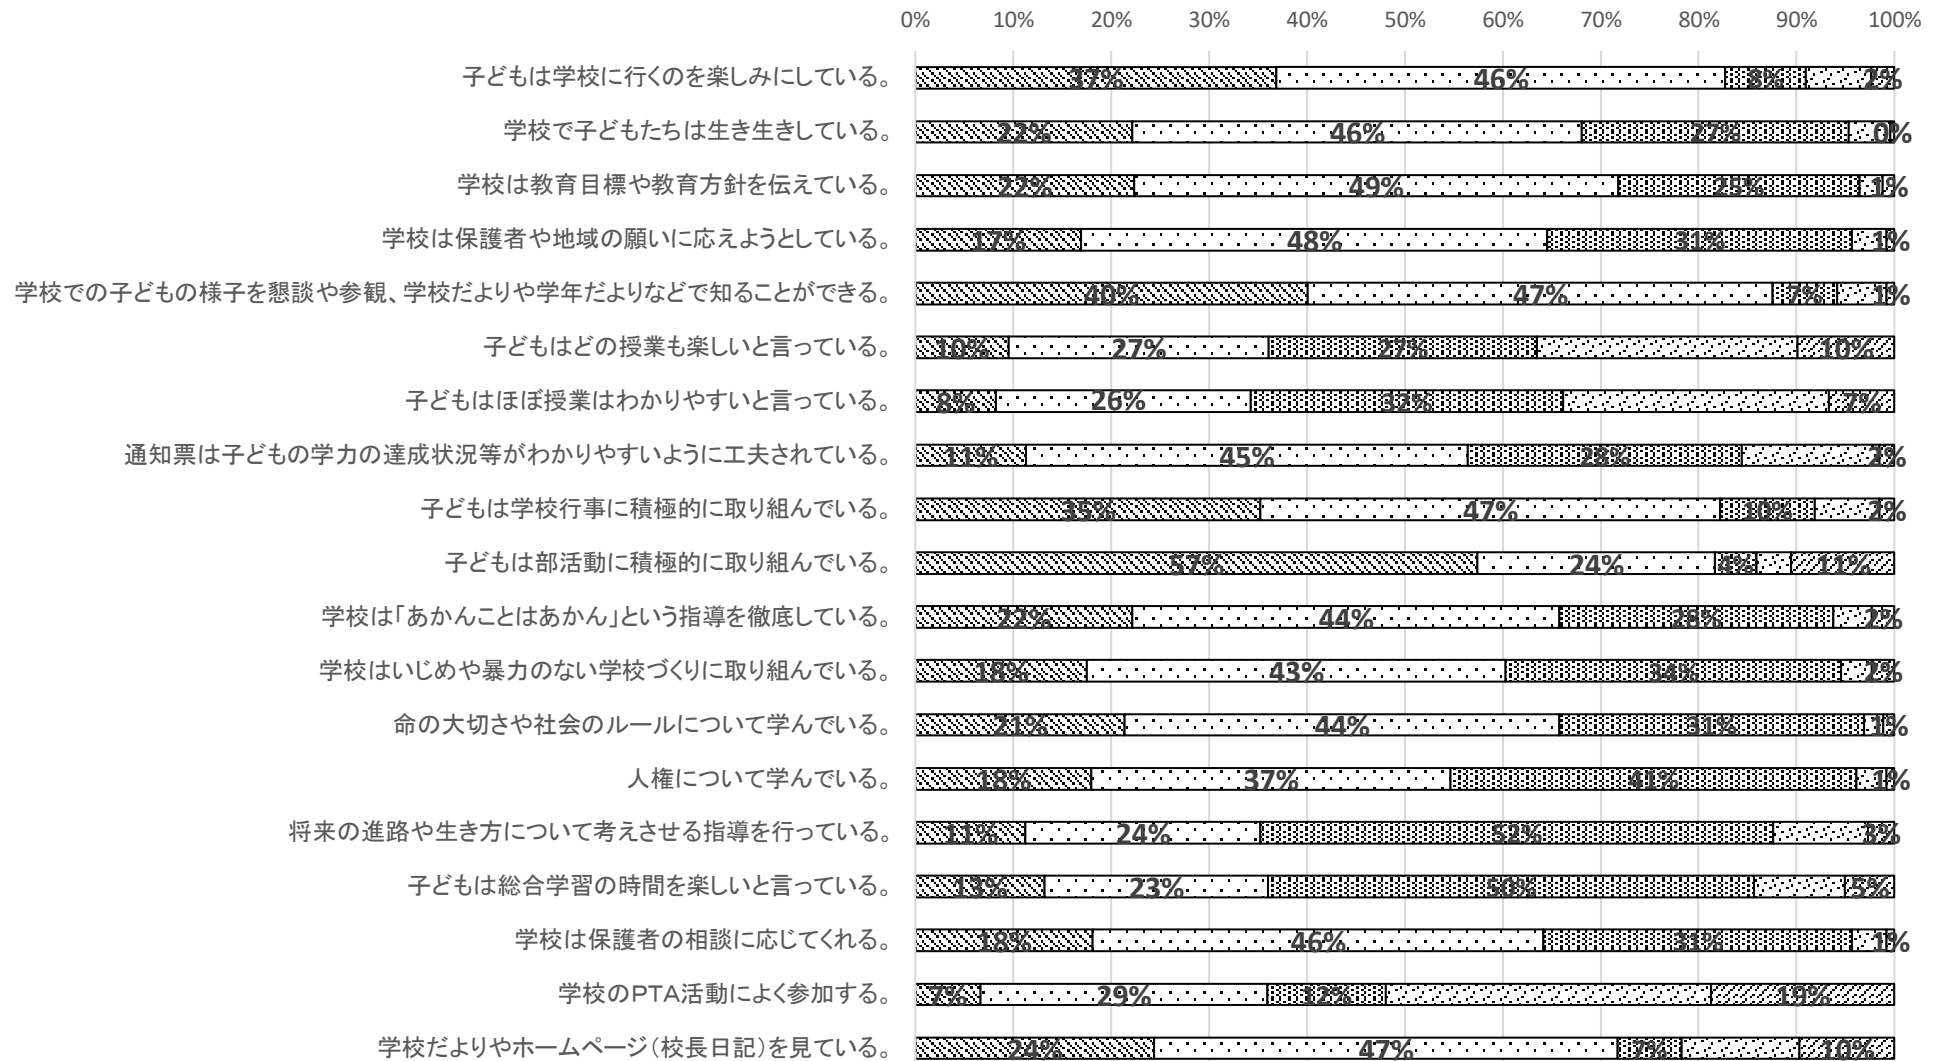 0% 10% 20% 30% 40% 50% 60% 70% 80% 90% 100%
子どもは学校に行くのを楽しみにしている。 37% 46% 8% 2%
学校で子どもたちは生き生きしている。 22% 46% 27% 0%
学校は教育目標や教育方針を伝えている。 22% 49% 25% 1%
学校は保護者や地域の願いに応えようとしている。 17% 48% 31% 1%
学校での子どもの様子を懇談や参観、学校だよりや学年だよりなどで知ることができる。 40% 47% 7% 1%
子どもはどの授業も楽しいと言っている。 10% 27% 27% 10%
子どもはほぼ授業はわかりやすいと言っている。 8% 26% 32% 7%
通知票は子どもの学力の達成状況等がわかりやすいように工夫されている。 11% 45% 28% 2%
子どもは学校行事に積極的に取り組んでいる。 35% 47% 10% 2%
子どもは部活動に積極的に取り組んでいる。 57% 24% 4% 11%
学校は「あかんことはあかん」という指導を徹底している。 22% 44% 28% 2%
学校はいじめや暴力のない学校づくりに取り組んでいる。 18% 43% 34% 2%
命の大切さや社会のルールについて学んでいる。 21% 44% 31% 1%
人権について学んでいる。 18% 37% 41% 1%
将来の進路や生き方について考えさせる指導を行っている。 11% 24% 52% 3%
子どもは総合学習の時間を楽しいと言っている。 13% 23% 50% 5%
学校は保護者の相談に応じてくれる。 18% 46% 31% 1%
学校のPTA活動によく参加する。 7% 29% 12% 19%
学校だよりやホームページ（校長日記）を見ている。 24% 47% 7% 10%